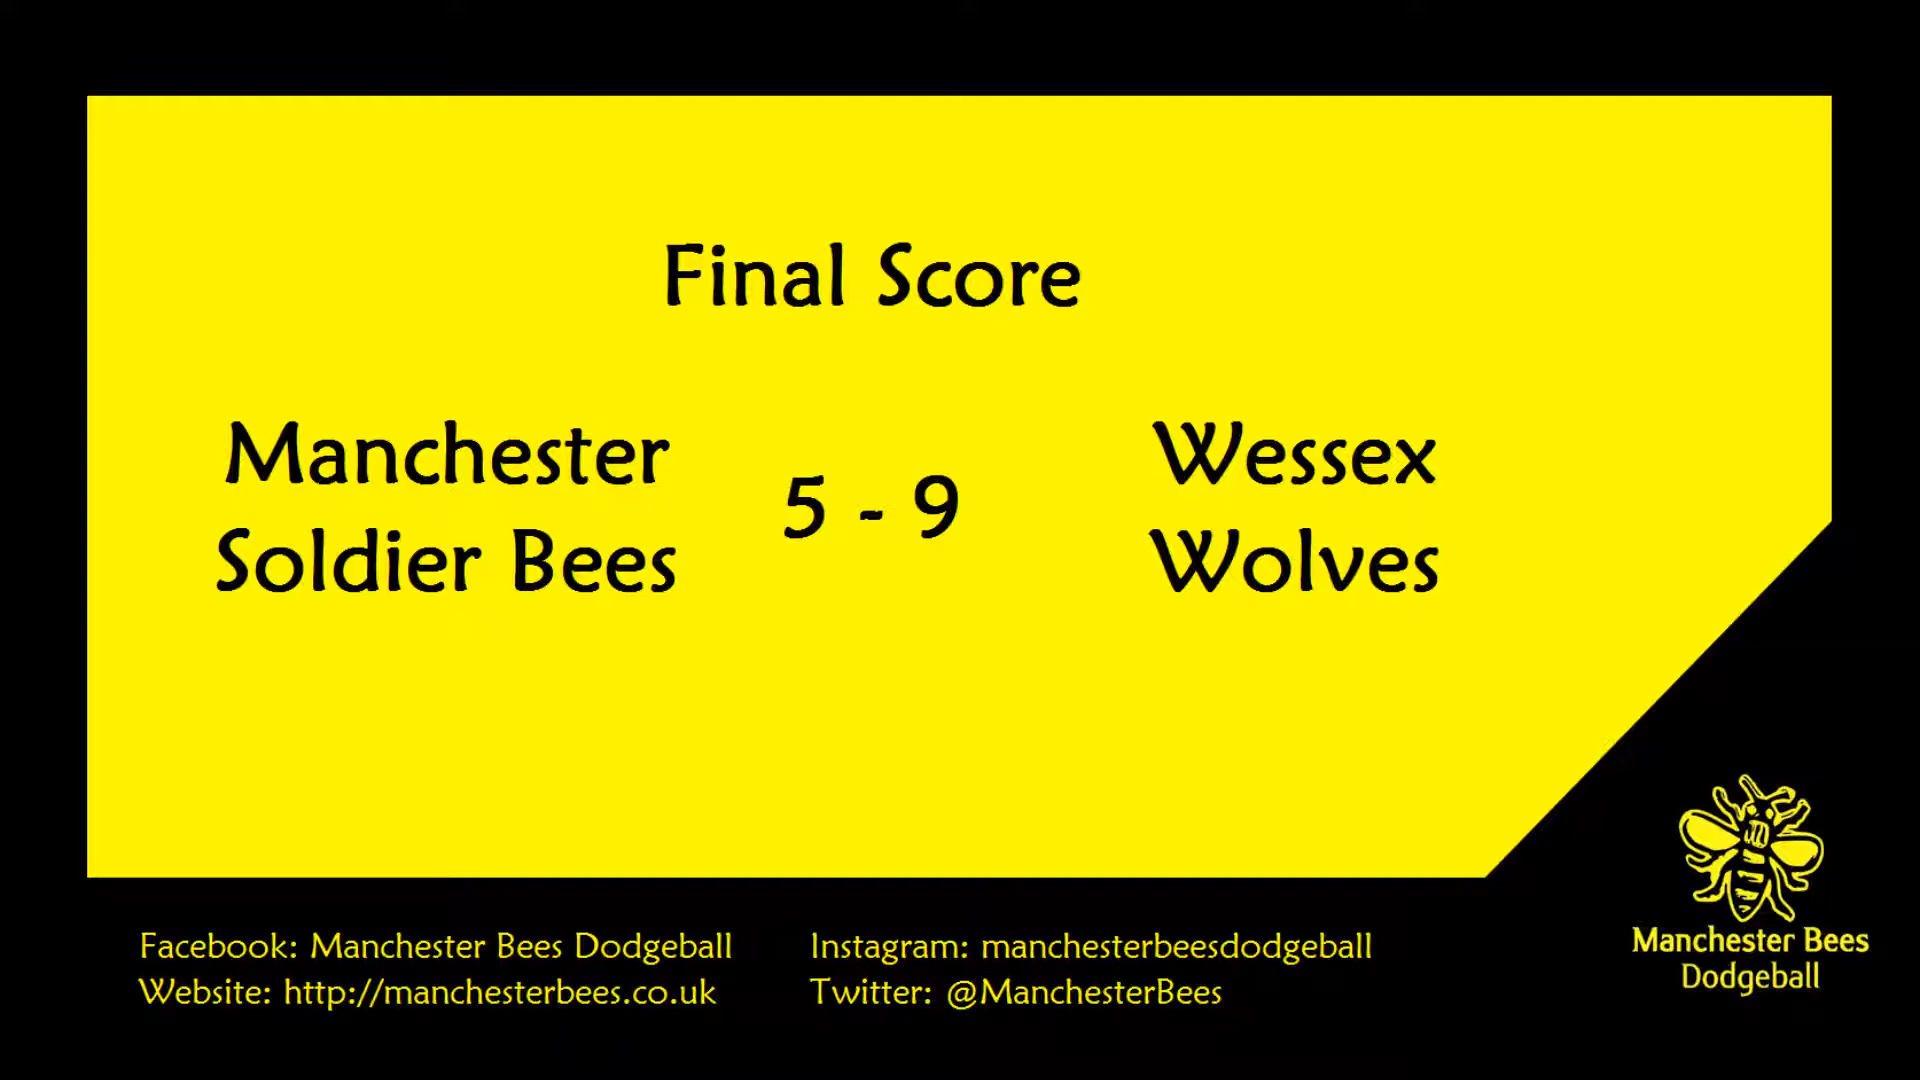 Final Score
Manchester
Soldier Bees
5 - 9
Wessex
Wolves
Facebook: Manchester Bees Dodgeball
Website: http://manchesterbees.co.uk
Instagram: manchesterbeesdodgeball
Twitter: @ManchesterBees
Manchester Bees
Dodgeball